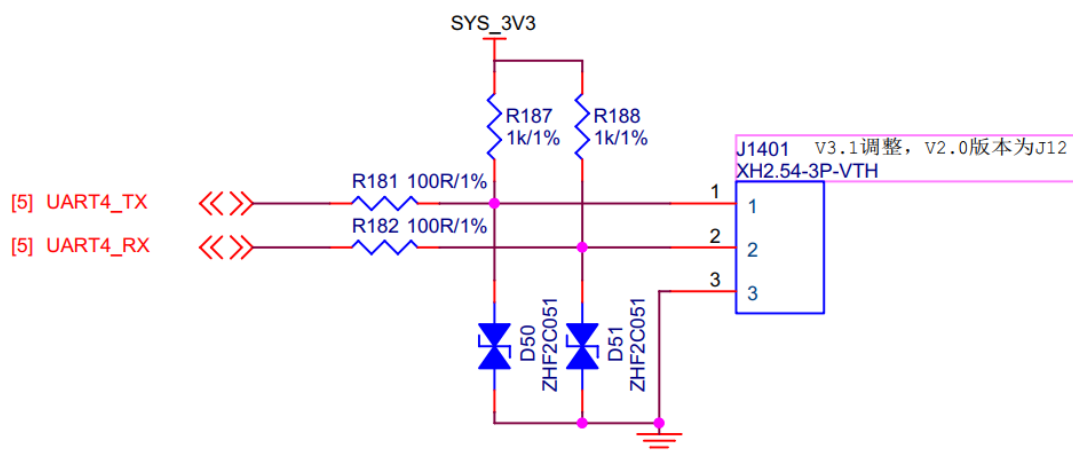 SYS_3V3
R187
1k/1%
R188
1k/1%
J1401 V3.1调整，V2.0版本为J12
XH2.54-3P-VTH
[5] UART4_TX
R181 100R/1%
1
1
[5] UART4_RX
R182 100R/1%
2
2
3
3
D50
ZHF2C051
D51
ZHF2C051